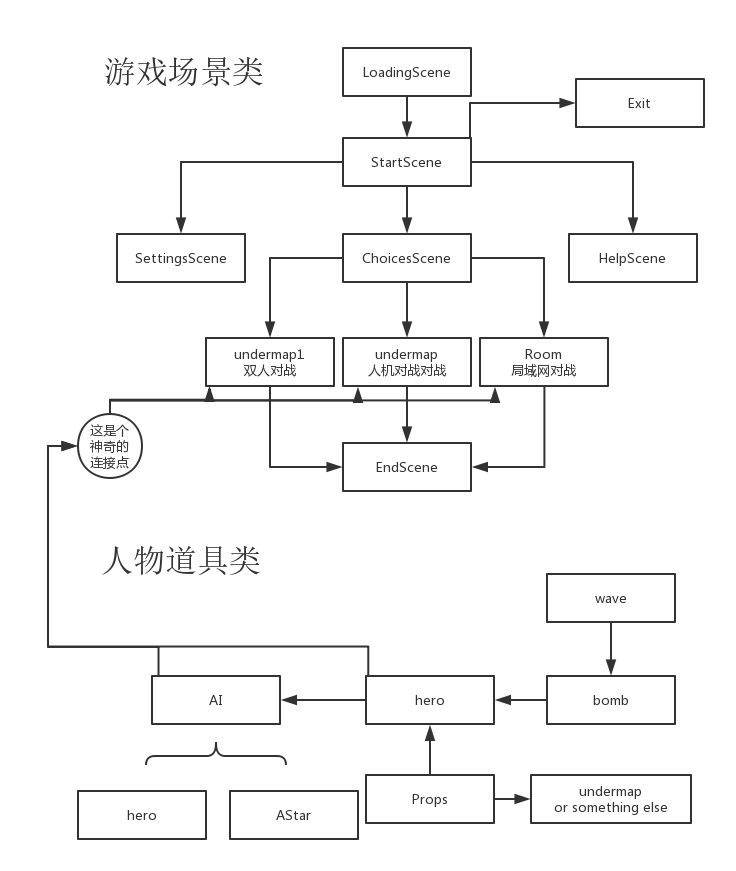 游戏场景类
LoadingScene
Exit
StartScene
SettingsScene
ChoicesScene
HelpScene
undermap1
双人对战
undermap
人机对战对战
Room
局域网对战
这是个
神奇的
连接点
EndScene
人物道具类
wave
AI
hero
bomb
hero
AStar
Props
undermap
or something else